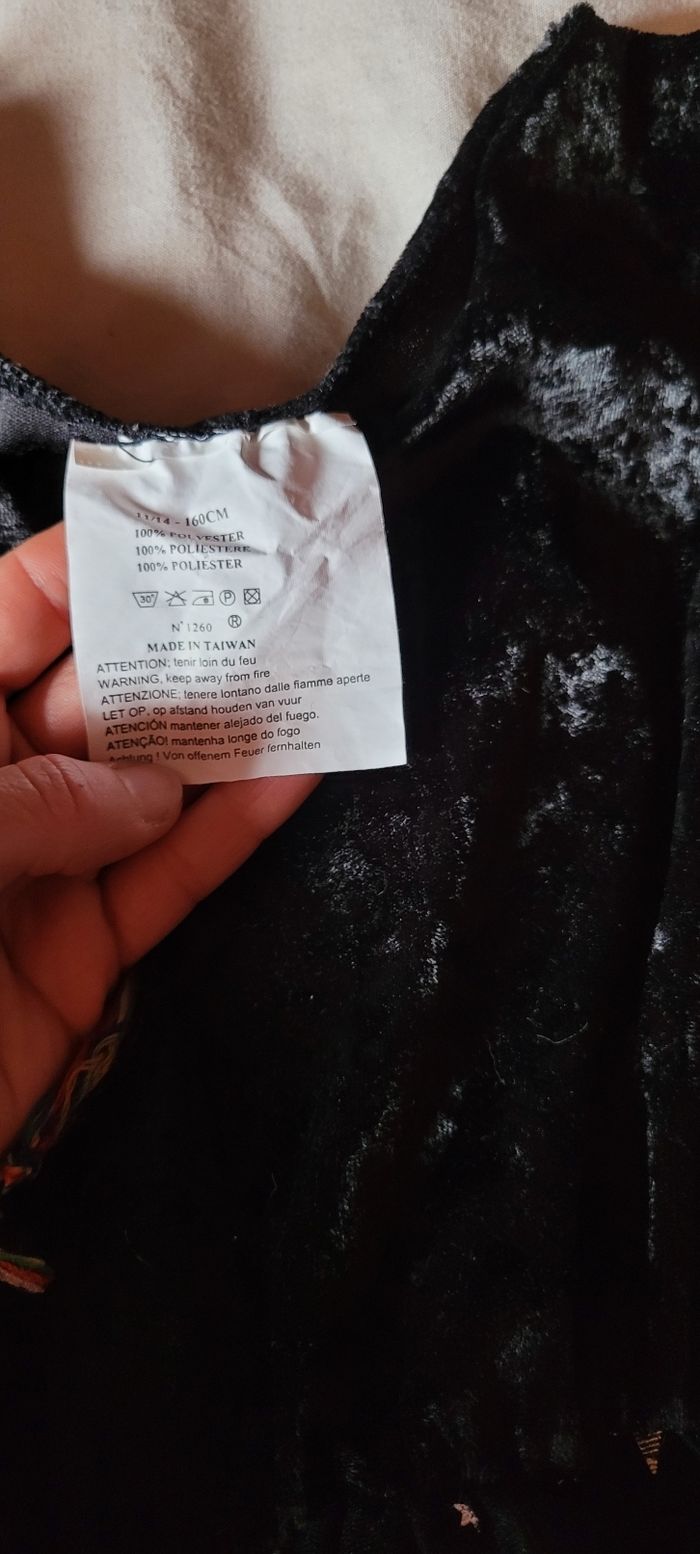 11/14 - 160CM
100% POLYESTER
100% POLIESTERE
100% POLIESTER
30° P
N° 1260 ®
MADE IN TAIWAN
ATTENTION; tenir loin du feu
WARNING, keep away from fire
ATTENZIONE; tenere lontano dalle fiamme aperte
LET OP, op afstand houden van vuur
ATENCIÓN mantener alejado del fuego.
ATENÇÃO! mantenha longe do fogo
Achtung ! Von offenem Feuer fernhalten